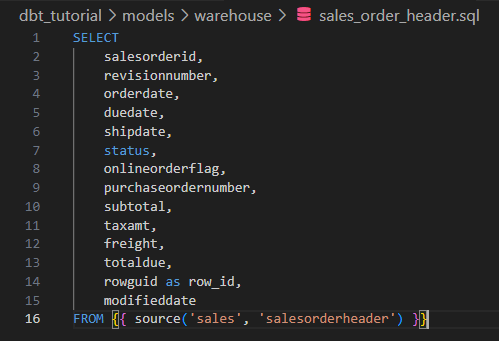 dbt_tutorial > models > warehouse > sales_order_header.sql
1 SELECT
2 salesorderid,
3 revisionnumber,
4 orderdate,
5 duedate,
6 shipdate,
7 status,
8 onlineorderflag,
9 purchaseordernumber,
10 subtotal,
11 taxamt,
12 freight,
13 totaldue,
14 rowguid as row_id,
15 modifieddate
16 FROM {{ source('sales', 'salesorderheader') }}